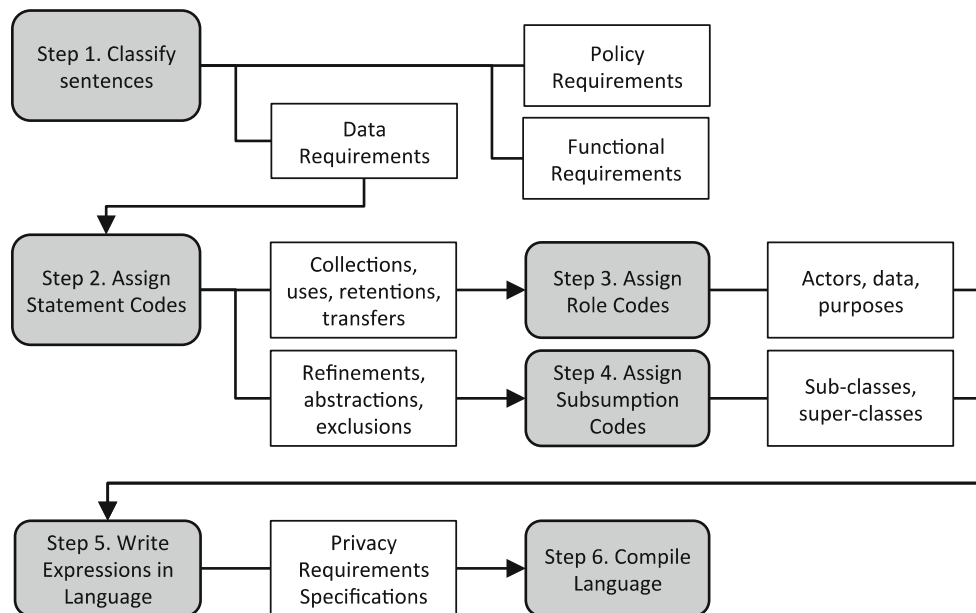 Step 1. Classify
sentences
Policy
Requirements
Data
Requirements
Functional
Requirements
Step 2. Assign
Statement Codes
Collections,
uses, retentions,
transfers
Step 3. Assign
Role Codes
Actors, data,
purposes
Refinements,
abstractions,
exclusions
Step 4. Assign
Subsumption
Codes
Sub-classes,
super-classes
Step 5. Write
Expressions in
Language
Privacy
Requirements
Specifications
Step 6. Compile
Language